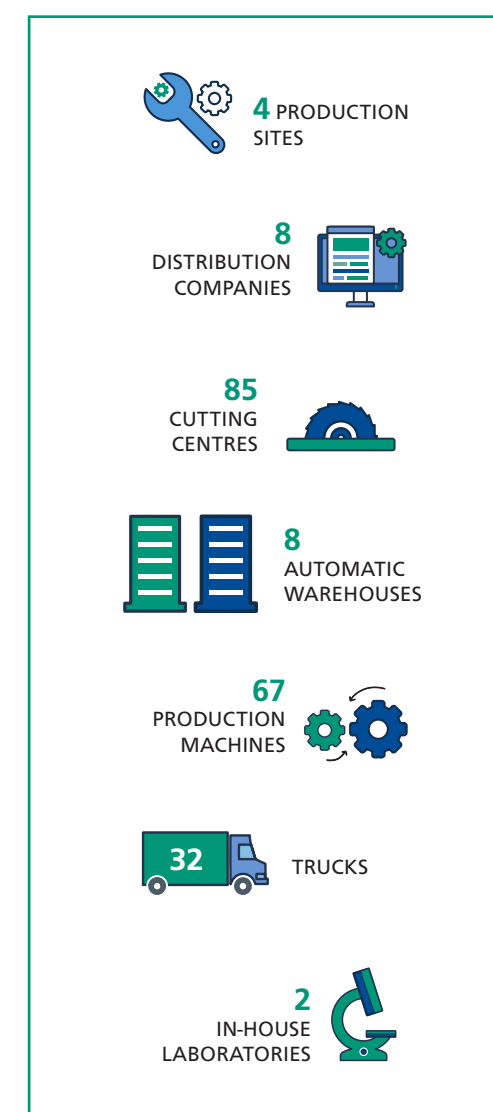 4 PRODUCTION
SITES
8
DISTRIBUTION
COMPANIES
85
CUTTING
CENTRES
8
AUTOMATIC
WAREHOUSES
67
PRODUCTION
MACHINES
32 TRUCKS
2
IN-HOUSE
LABORATORIES